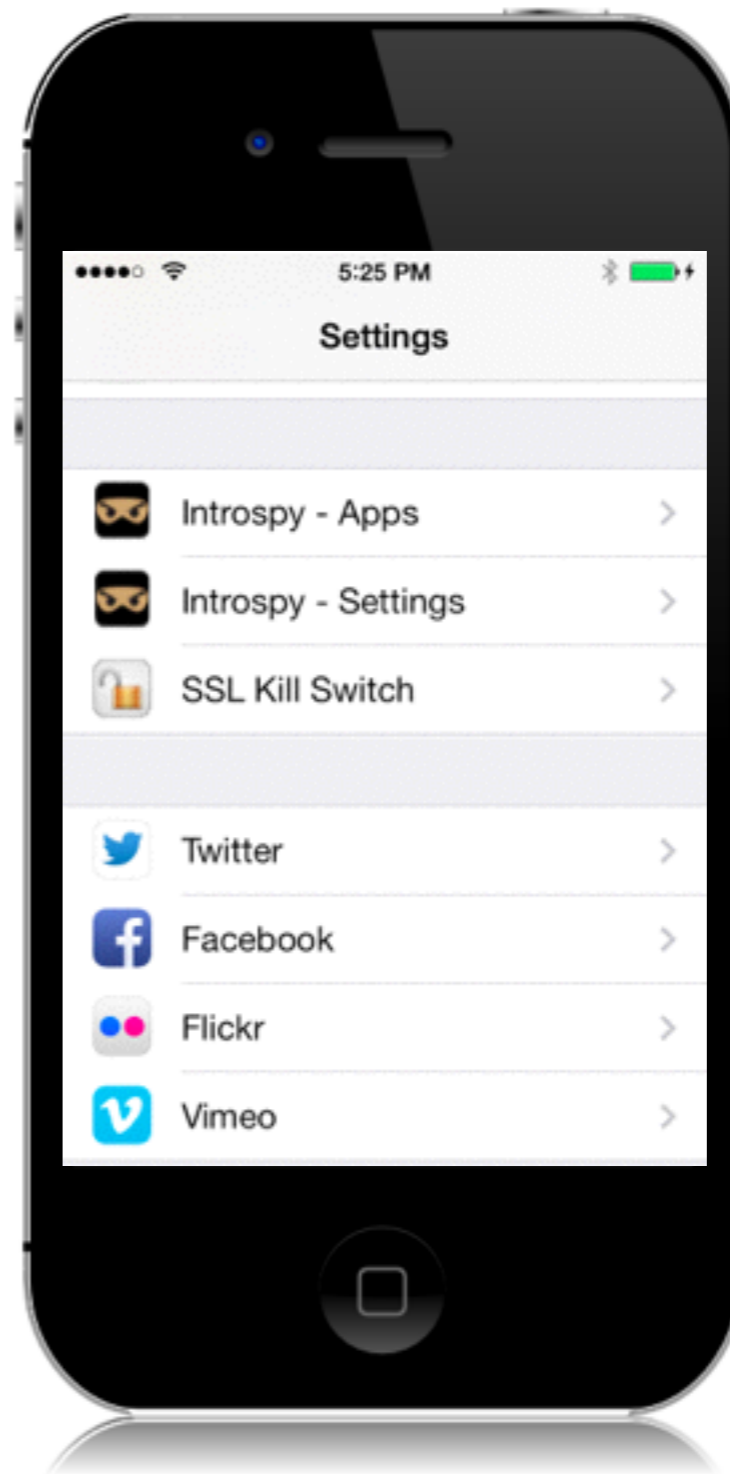 5:25 PM
Settings
Introspy - Apps
Introspy - Settings
SSL Kill Switch
Twitter
Facebook
Flickr
Vimeo